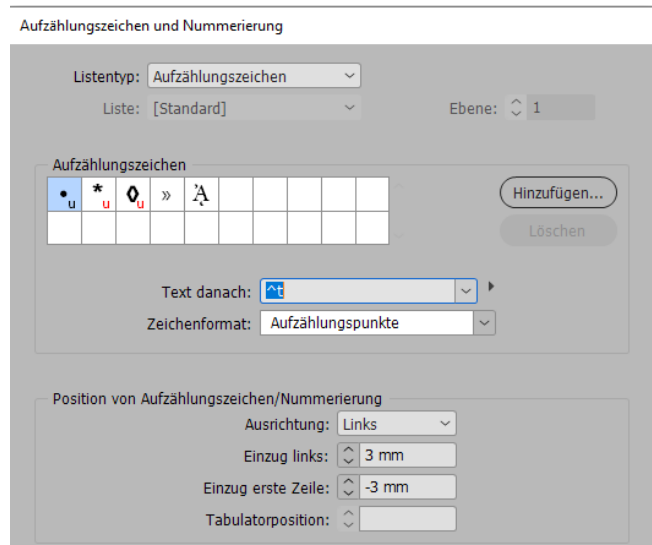 Aufzählungszeichen und Nummerierung
Listentyp: Aufzählungszeichen
Liste: [Standard] Ebene: 1
Aufzählungszeichen
•u *u ◊u » Ἆ
Hinzufügen...
Löschen
Text danach: ^t
Zeichenformat: Aufzählungspunkte
Position von Aufzählungszeichen/Nummerierung
Ausrichtung: Links
Einzug links: 3 mm
Einzug erste Zeile: -3 mm
Tabulatorposition: